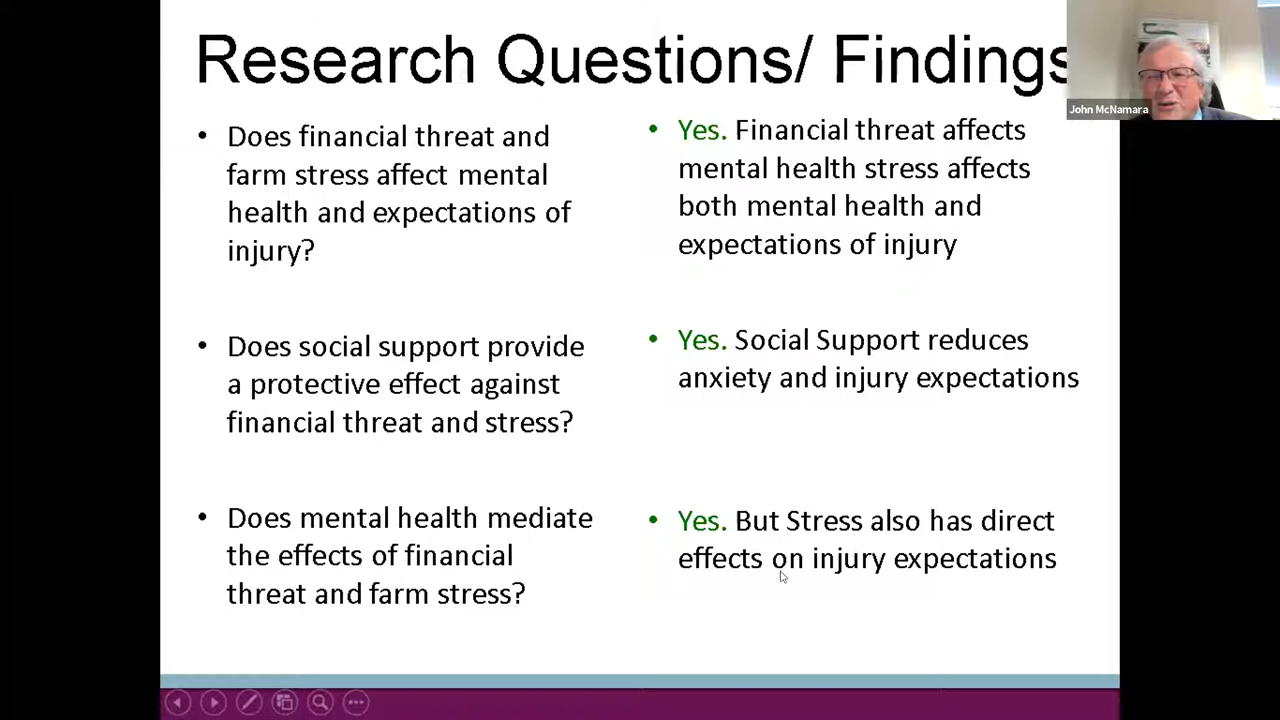 Research Questions/ Findings
John McNamara
• Does financial threat and
farm stress affect mental
health and expectations of
injury?
• Yes. Financial threat affects
mental health stress affects
both mental health and
expectations of injury
• Does social support provide
a protective effect against
financial threat and stress?
• Yes. Social Support reduces
anxiety and injury expectations
• Does mental health mediate
the effects of financial
threat and farm stress?
• Yes. But Stress also has direct
effects on injury expectations